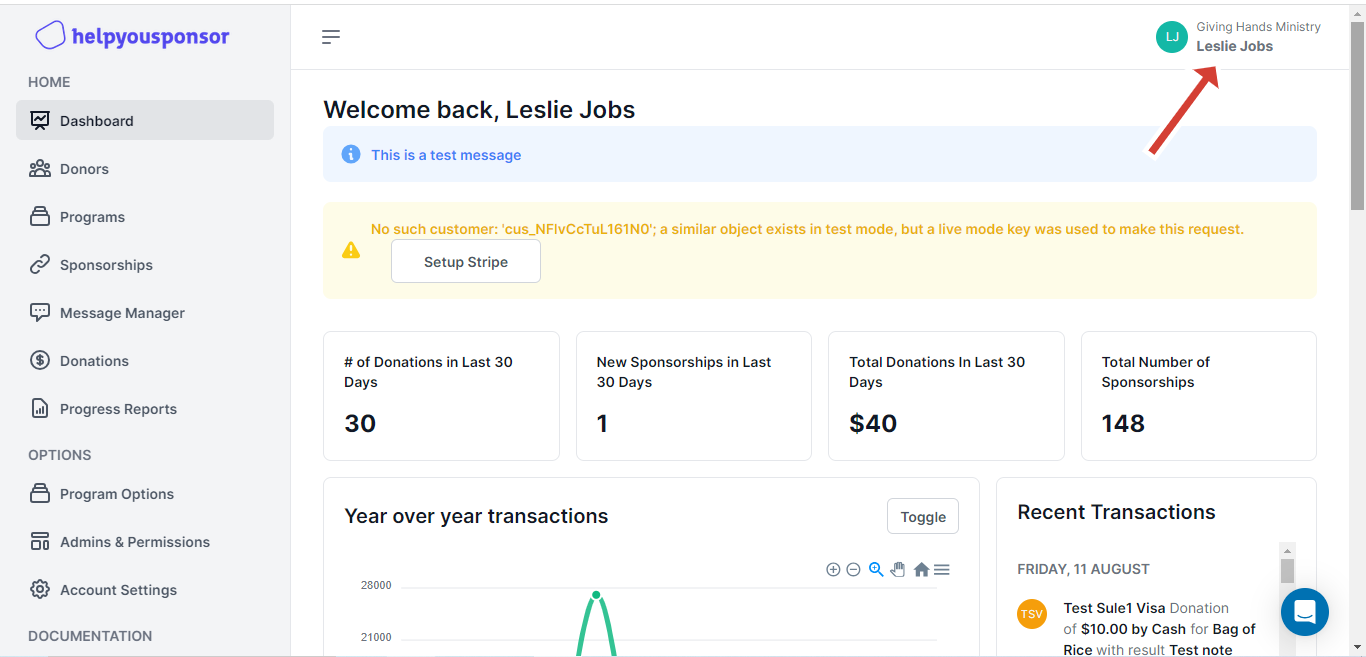 helpyousponsor
HOME
Dashboard
Donors
Programs
Sponsorships
Message Manager
Donations
Progress Reports
OPTIONS
Program Options
Admins & Permissions
Account Settings
DOCUMENTATION
LJ
Giving Hands Ministry
Leslie Jobs
Welcome back, Leslie Jobs
This is a test message
No such customer: 'cus_NFlvCcTuL161N0'; a similar object exists in test mode, but a live mode key was used to make this request.
Setup Stripe
# of Donations in Last 30
Days
30
New Sponsorships in Last
30 Days
1
Total Donations In Last 30
Days
$40
Total Number of
Sponsorships
148
Year over year transactions
Toggle
28000
21000
Recent Transactions
FRIDAY, 11 AUGUST
TSV
Test Sule1 Visa Donation
of $10.00 by Cash for Bag of
Rice with result Test note